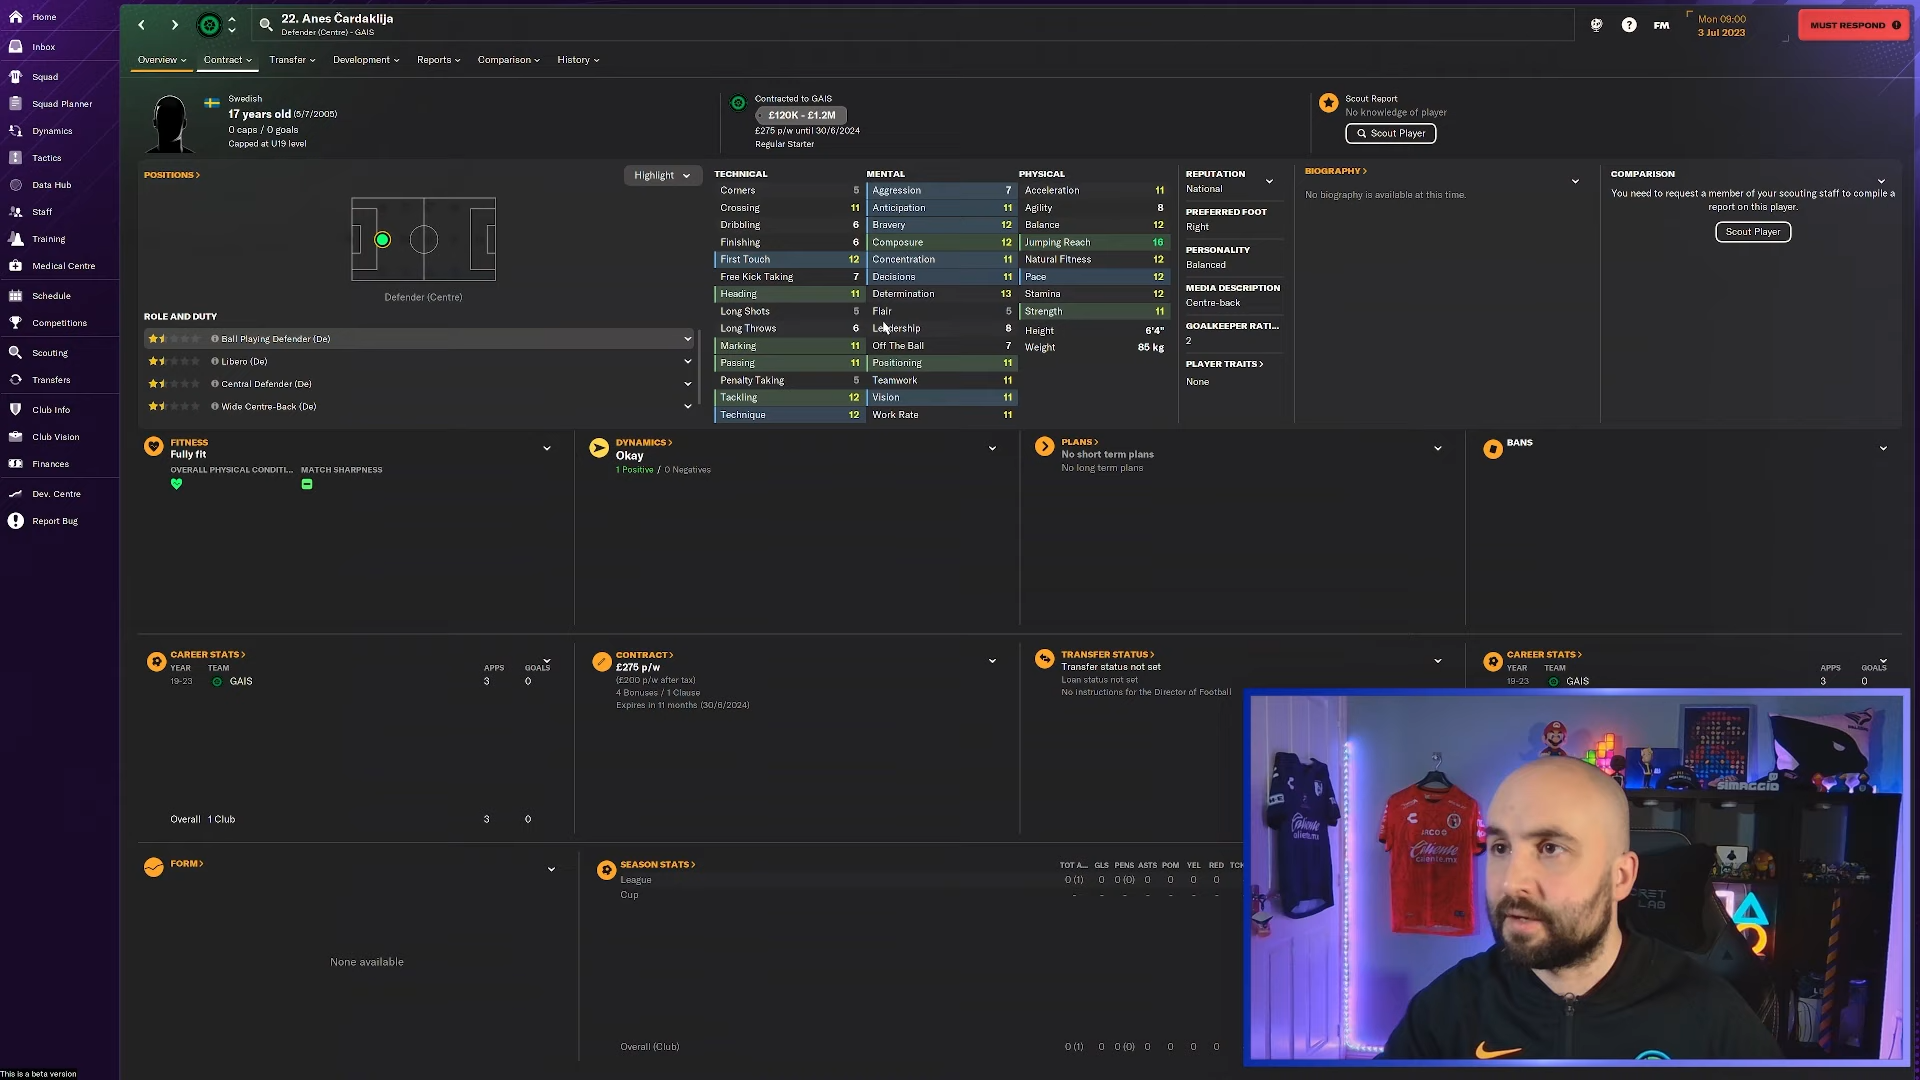 Home
Inbox
Squad
Squad Planner
Dynamics
Tactics
Data Hub
Staff
Training
Medical Centre
Schedule
Competitions
Scouting
Transfers
Club Info
Club Vision
Finances
Dev. Centre
Report Bug
This is a beta version
22. Anes Čardaklija
Defender (Centre) - GAIS
FM
Mon 09:00
3 Jul 2023
MUST RESPOND
Overview
Contract
Transfer
Development
Reports
Comparison
History
Swedish
17 years old (5/7/2005)
0 caps / 0 goals
Capped at U19 level
Contracted to GAIS
£120K - £1.2M
£275 p/w until 30/6/2024
Regular Starter
Scout Report
No knowledge of player
Scout Player
POSITIONS
Highlight
Defender (Centre)
ROLE AND DUTY
Ball Playing Defender (De)
Libero (De)
Central Defender (De)
Wide Centre-Back (De)
TECHNICAL
Corners 5
Crossing 11
Dribbling 6
Finishing 6
First Touch 12
Free Kick Taking 7
Heading 11
Long Shots 5
Long Throws 6
Marking 11
Passing 11
Penalty Taking 5
Tackling 12
Technique 12
MENTAL
Aggression 7
Anticipation 11
Bravery 12
Composure 12
Concentration 11
Decisions 11
Determination 13
Flair 5
Leadership 8
Off The Ball 7
Positioning 11
Teamwork 11
Vision 11
Work Rate 11
PHYSICAL
Acceleration 11
Agility 8
Balance 12
Jumping Reach 16
Natural Fitness 12
Pace 12
Stamina 12
Strength 11
Height 6'4"
Weight 85 kg
REPUTATION
National
PREFERRED FOOT
Right
PERSONALITY
Balanced
MEDIA DESCRIPTION
Centre-back
GOALKEEPER RATI...
2
PLAYER TRAITS
None
BIOGRAPHY
No biography is available at this time.
COMPARISON
You need to request a member of your scouting staff to compile a
report on this player.
Scout Player
FITNESS
Fully fit
OVERALL PHYSICAL CONDITI... MATCH SHARPNESS
DYNAMICS
Okay
1 Positive / 0 Negatives
PLANS
No short term plans
No long term plans
BANS
CAREER STATS
YEAR TEAM APPS GOALS
19-23 GAIS 3 0
Overall 1 Club 3 0
CONTRACT
£275 p/w
(£200 p/w after tax)
4 Bonuses / 1 Clause
Expires in 11 months (30/6/2024)
TRANSFER STATUS
Transfer status not set
Loan status not set
No instructions for the Director of Football
CAREER STATS
YEAR TEAM APPS GOALS
19-23 GAIS 3 0
FORM
None available
SEASON STATS
TOT A... GLS PENS ASTS POM YEL RED TCK
League 0 (1) 0 0 (0) 0 0 0 0
Cup - - - - - - -
Overall (Club) 0 (1) 0 0 (0) 0 0 0 0
SIMAGGIO
Caliente
Caliente